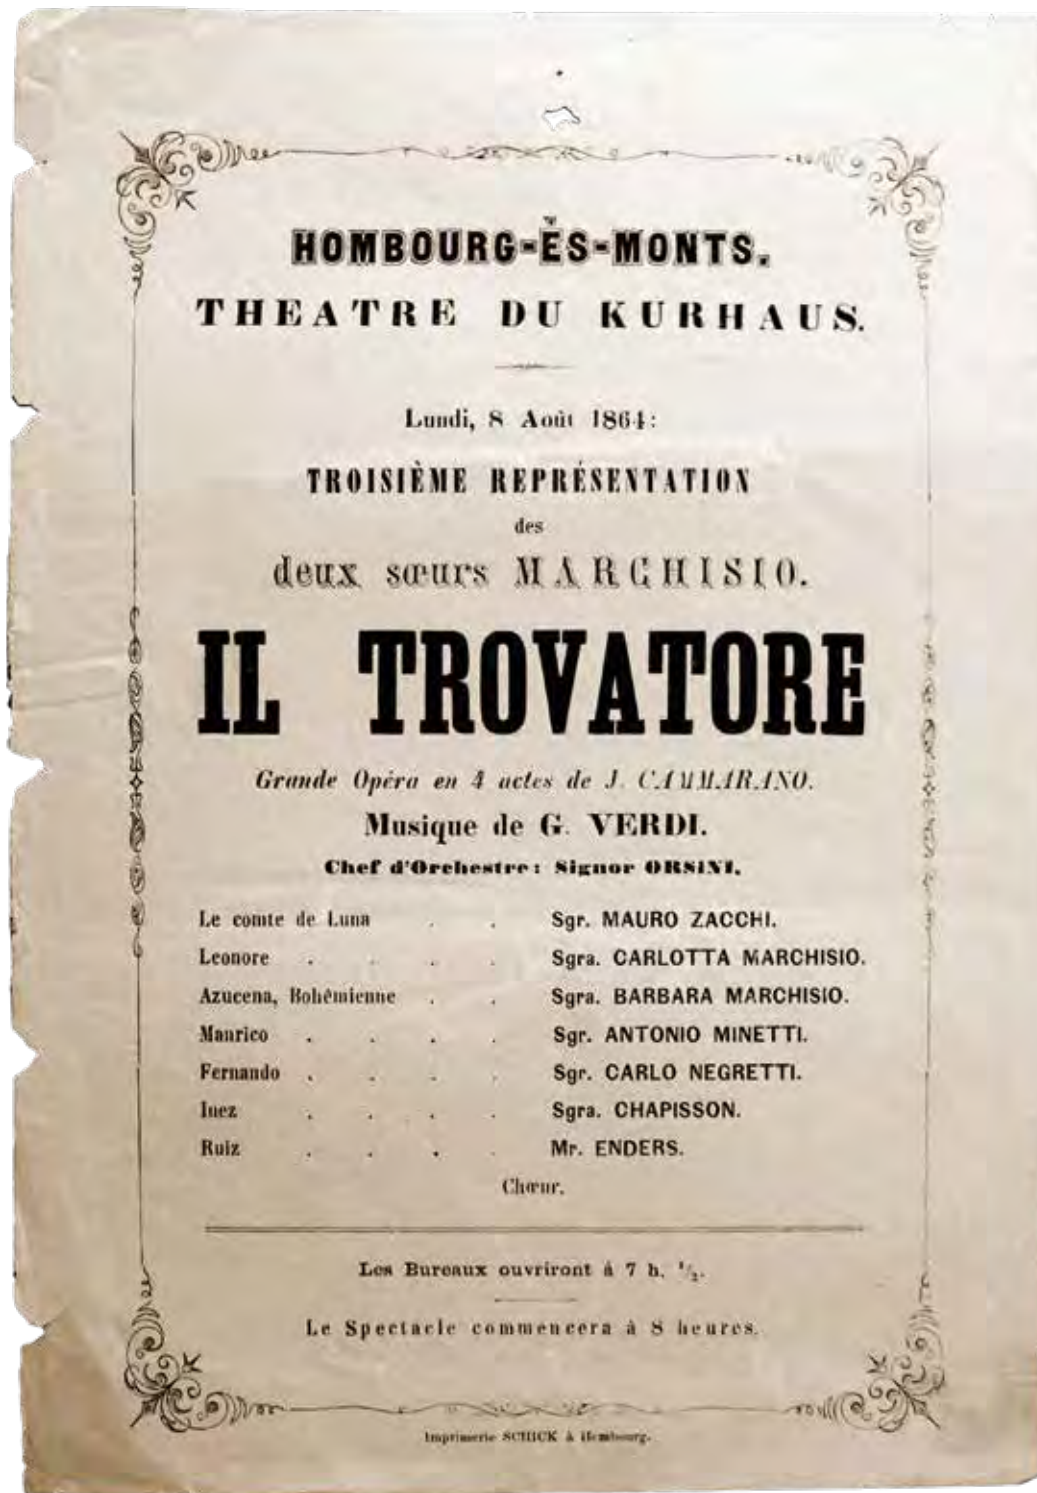 HOMBOURG-ÈS-MONTS.
THEATRE DU KURHAUS.
Lundi, 8 Août 1864:
TROISIÈME REPRÉSENTATION
des
deux sœurs MARCHISIO.
IL TROVATORE
Grande Opéra en 4 actes de J. CAMMARANO.
Musique de G. VERDI.
Chef d'Orchestre: Signor ORSINI.
Le comte de Luna . . Sgr. MAURO ZACCHI.
Leonore . . . . Sgra. CARLOTTA MARCHISIO.
Azucena, Bohémienne . . Sgra. BARBARA MARCHISIO.
Manrico . . . . Sgr. ANTONIO MINETTI.
Fernando . . . . Sgr. CARLO NEGRETTI.
Inez . . . . Sgra. CHAPISSON.
Ruiz . . . . Mr. ENDERS.
Chœur.
Les Bureaux ouvriront à 7 h. 1/2.
Le Spectacle commencera à 8 heures.
Imprimerie SCHICK à Hombourg.